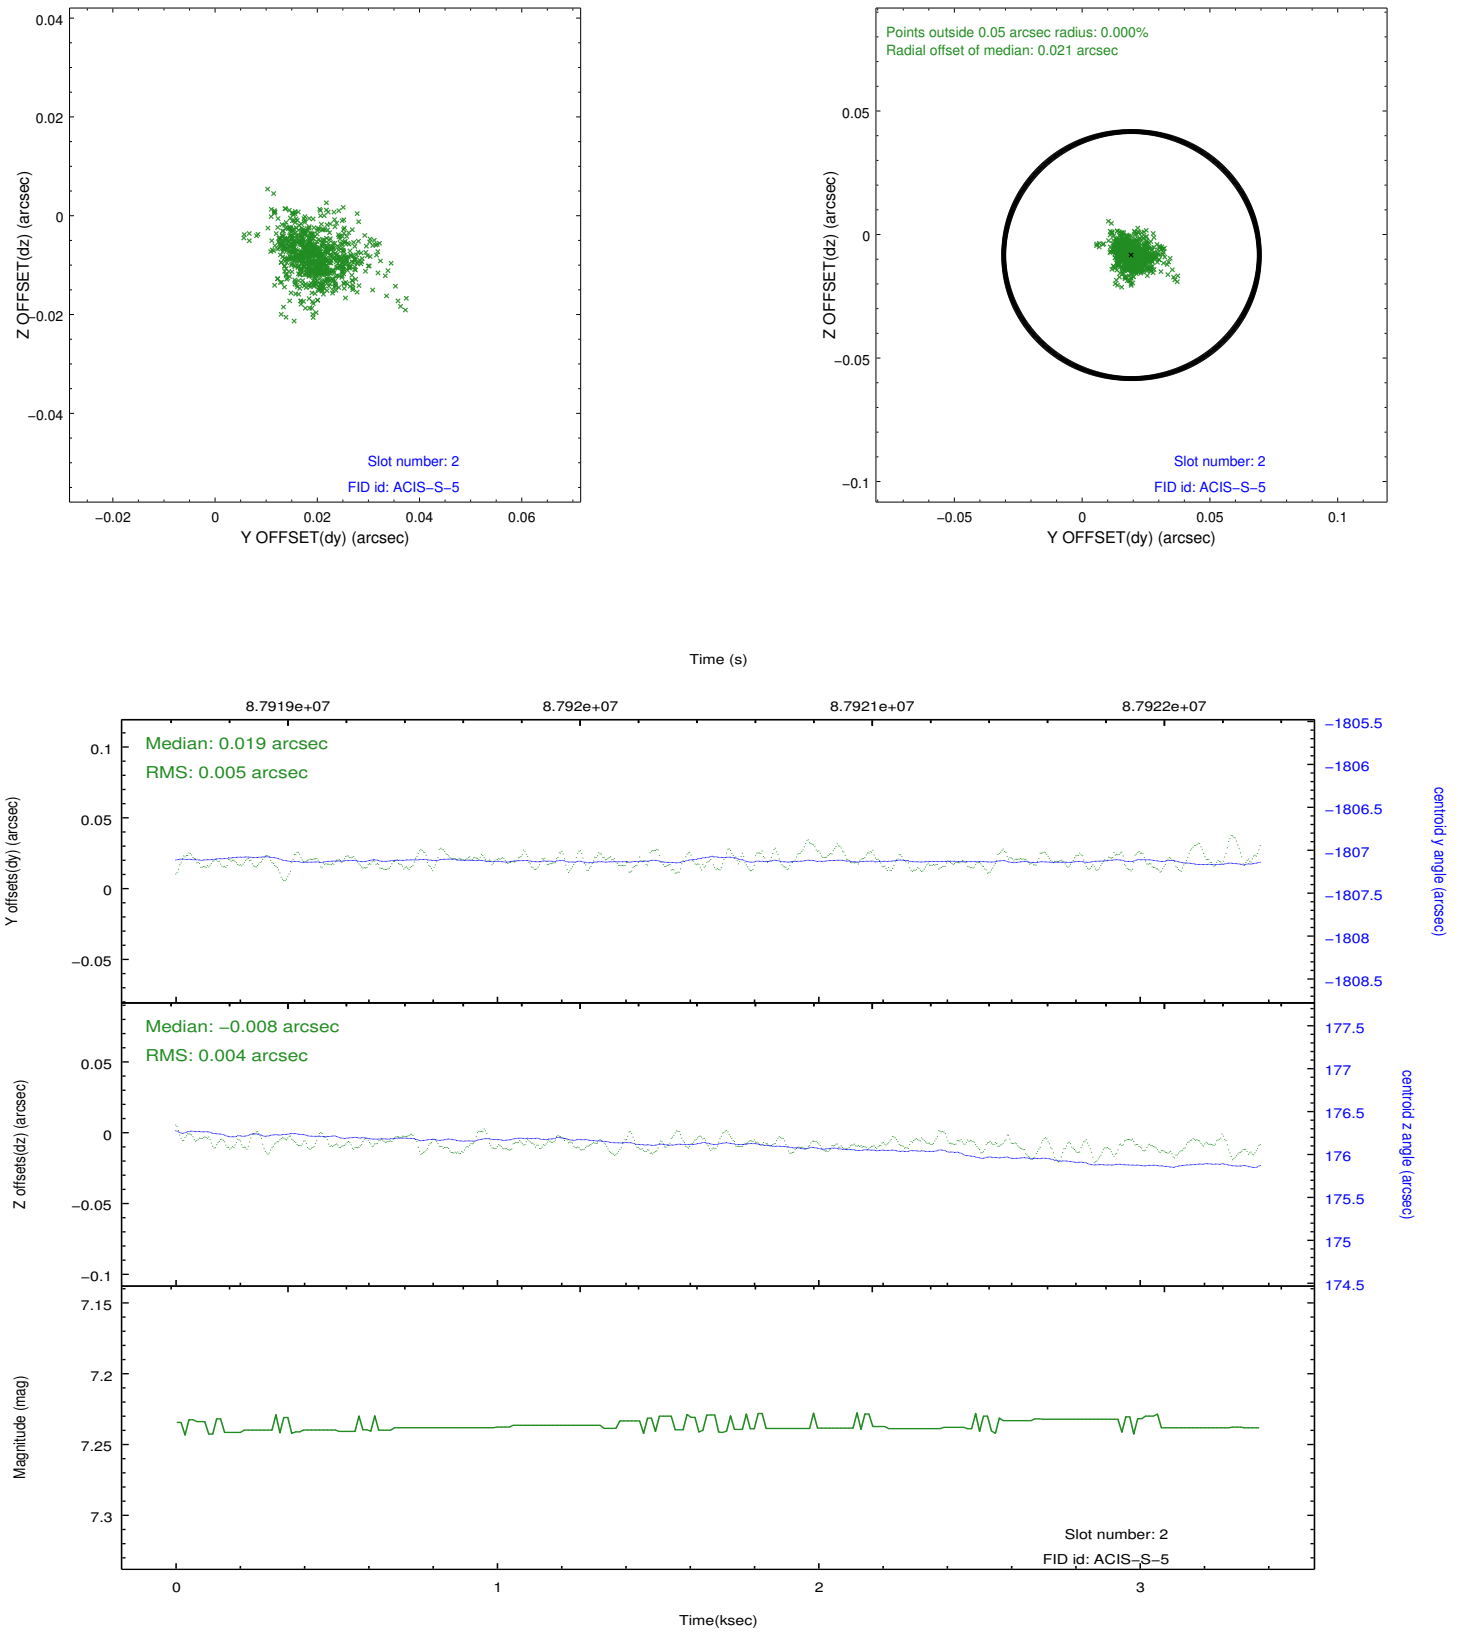 0.04
0.02
0
−0.02
−0.04
Z OFFSET(dz) (arcsec)
Slot number: 2
FID id: ACIS−S−5
−0.02 0 0.02 0.04 0.06
Y OFFSET(dy) (arcsec)
Points outside 0.05 arcsec radius: 0.000%
Radial offset of median: 0.021 arcsec
0.05
0
−0.05
−0.1
Z OFFSET(dz) (arcsec)
Slot number: 2
FID id: ACIS−S−5
−0.05 0 0.05 0.1
Y OFFSET(dy) (arcsec)
Time (s)
8.7919e+07 8.792e+07 8.7921e+07 8.7922e+07
Median: 0.019 arcsec
RMS: 0.005 arcsec
0.1
0.05
0
−0.05
Y offsets(dy) (arcsec)
−1805.5
−1806
−1806.5
−1807
−1807.5
−1808
−1808.5
centroid y angle (arcsec)
Median: −0.008 arcsec
RMS: 0.004 arcsec
0.05
0
−0.05
−0.1
Z offsets(dz) (arcsec)
177.5
177
176.5
176
175.5
175
174.5
centroid z angle (arcsec)
7.15
7.2
7.25
7.3
Magnitude (mag)
Slot number: 2
FID id: ACIS−S−5
0 1 2 3
Time(ksec)